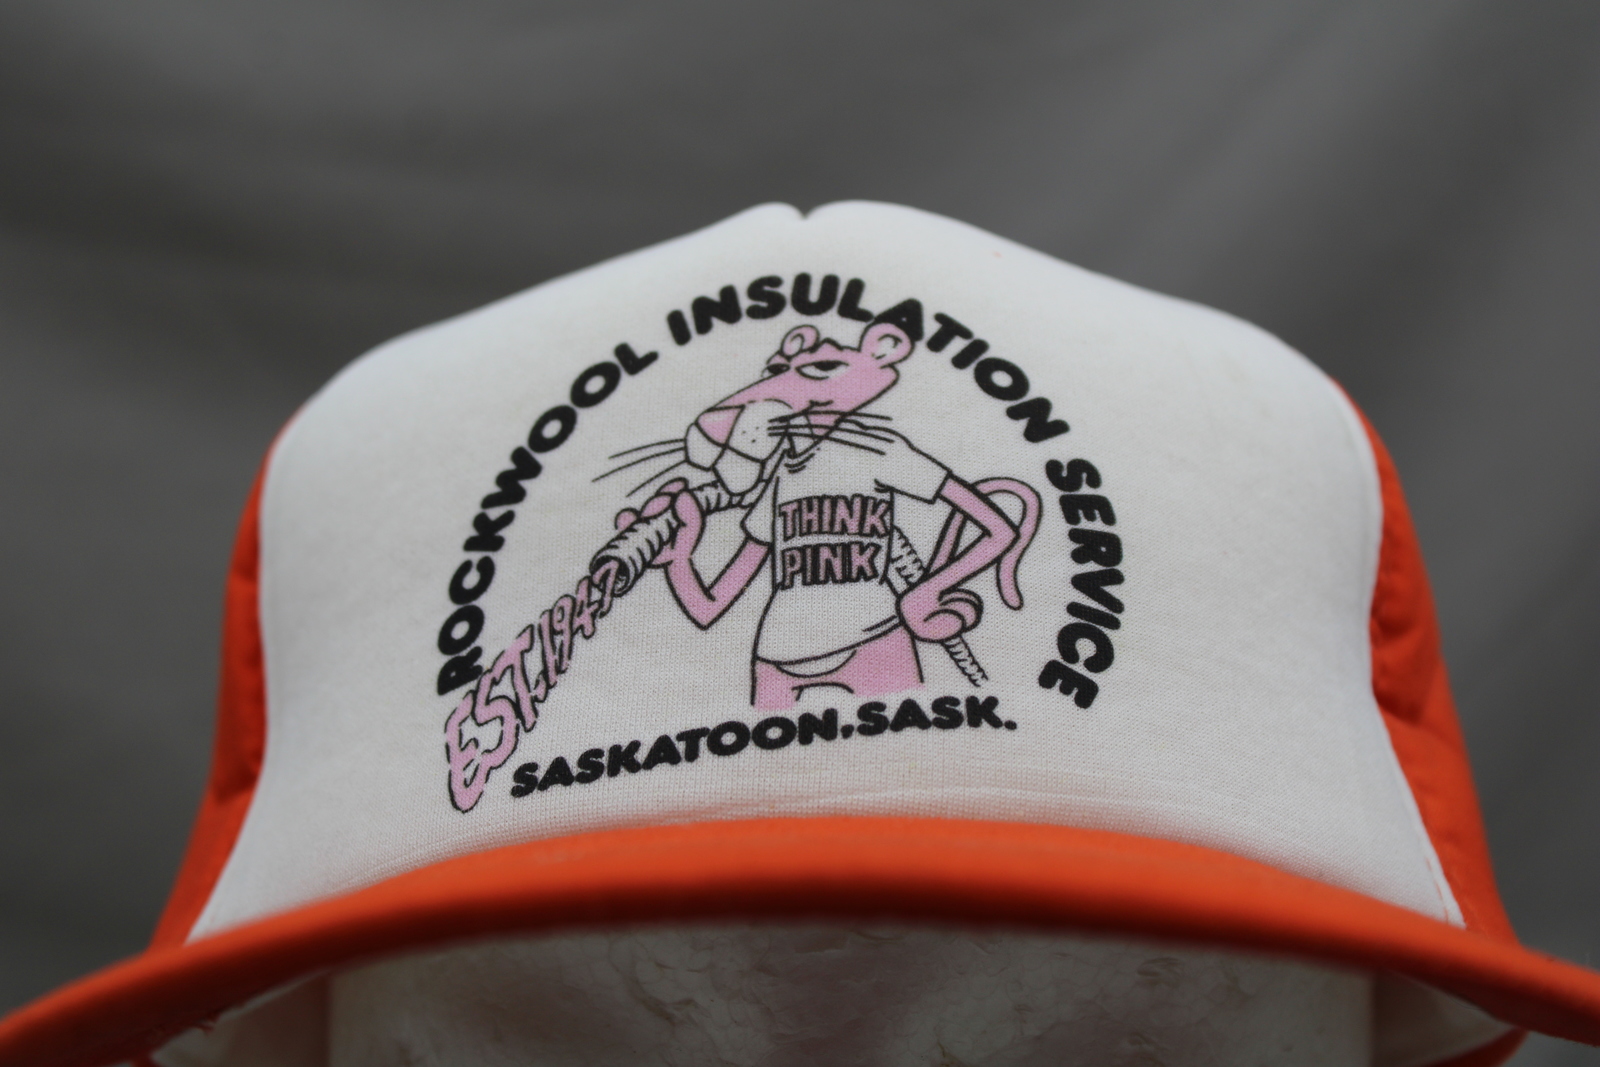 ROCKWOOL INSULATION SERVICE
THINK
PINK
EST. 1947
SASKATOON, SASK.